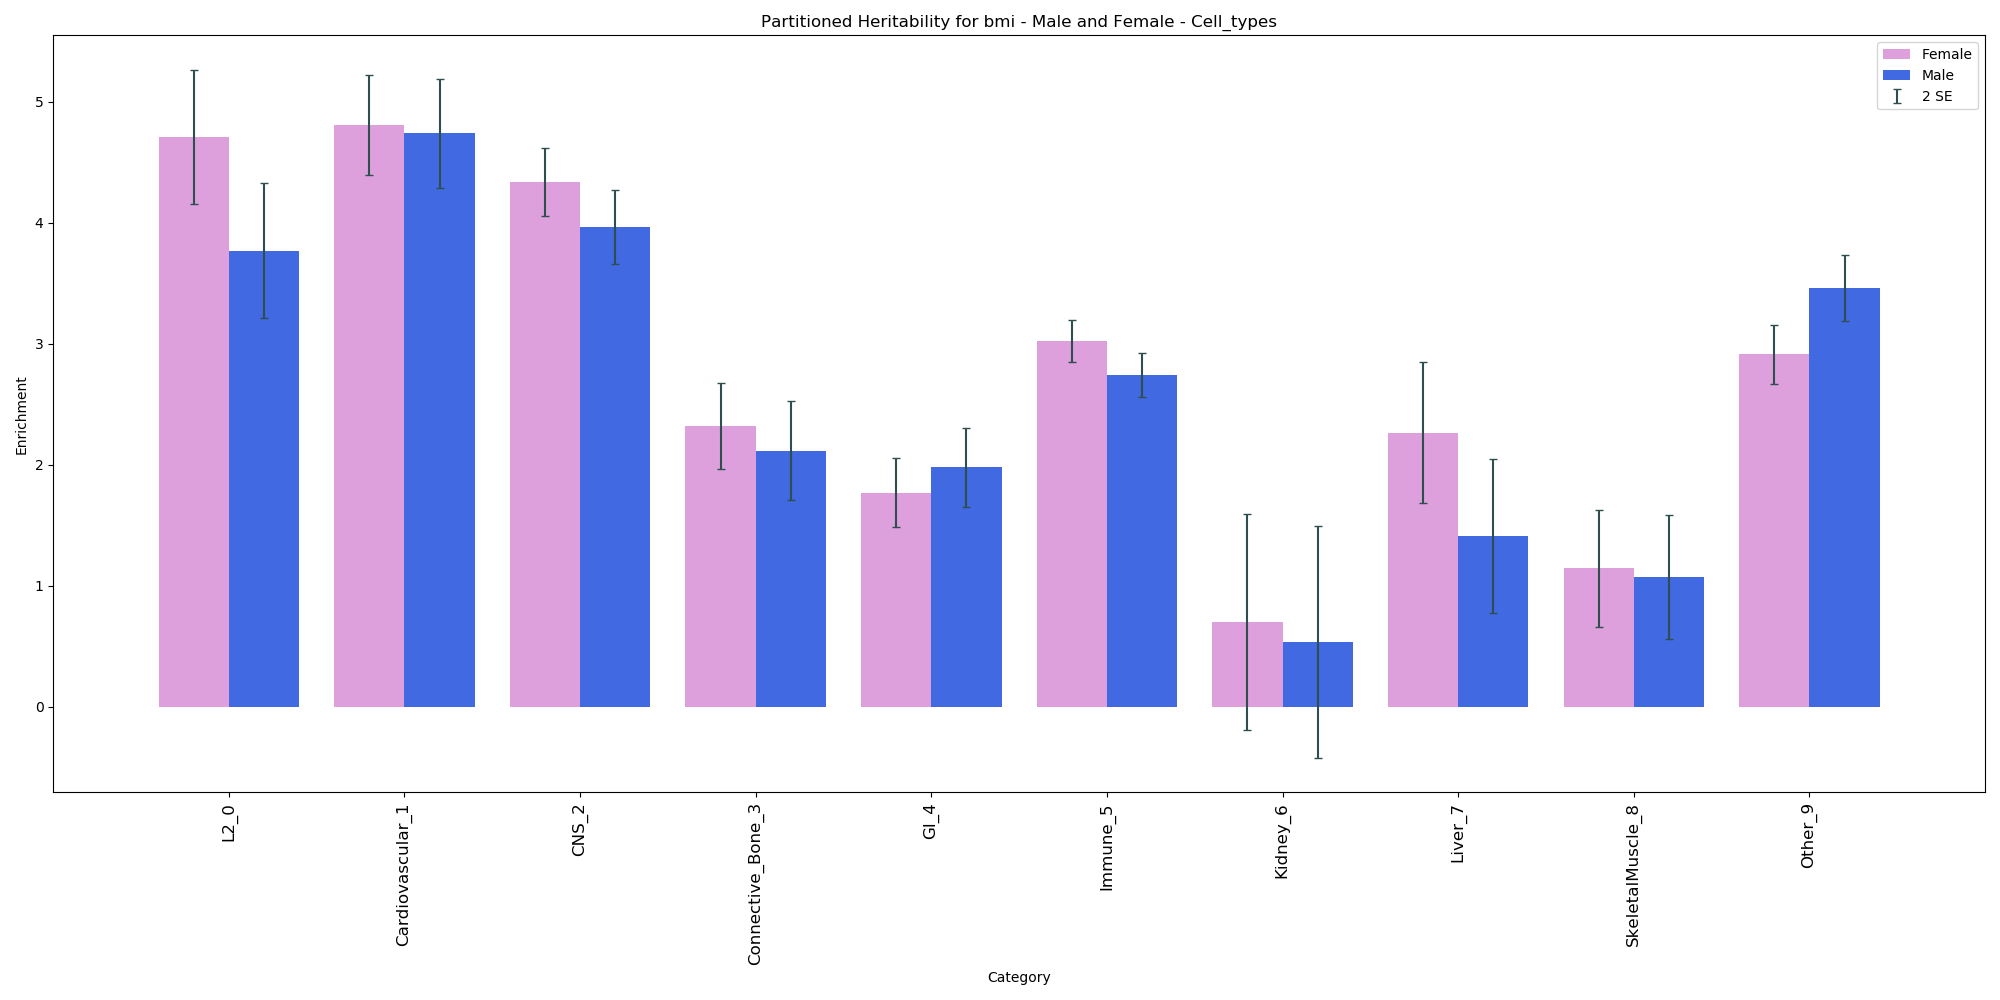 Partitioned Heritability for bmi - Male and Female - Cell_types
Female
Male
2 SE
5
4
3
2
1
0
Enrichment
L2_0
Cardiovascular_1
CNS_2
Connective_Bone_3
GI_4
Immune_5
Kidney_6
Liver_7
SkeletalMuscle_8
Other_9
Category